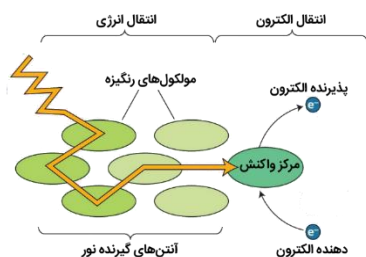 انتقال الکترون
انتقال انرژی
مولکول‌های رنگیزه
پذیرنده الکترون
e⁻
مرکز واکنش
e⁻
دهنده الکترون
آنتن‌های گیرنده نور